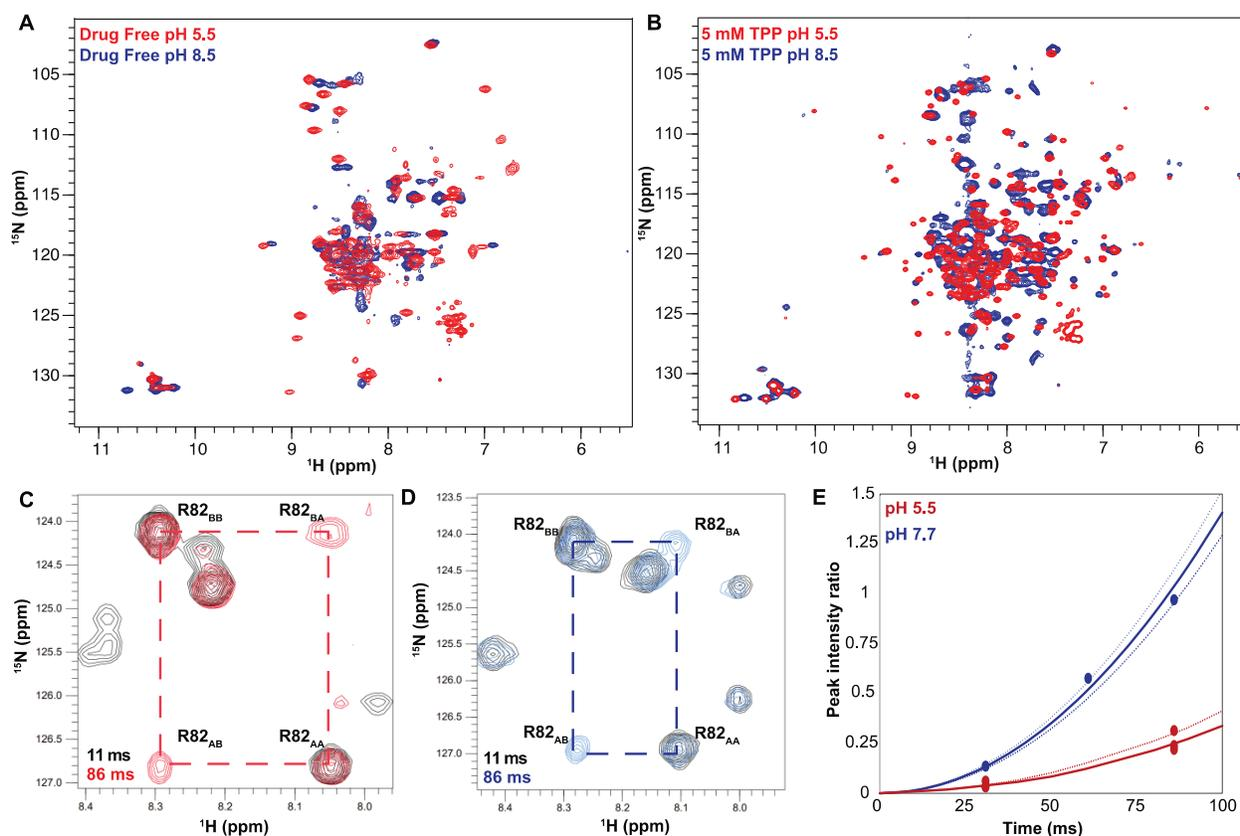 A
Drug Free pH 5.5
Drug Free pH 8.5
105
110
115
120
125
130
¹⁵N (ppm)
11 10 9 8 7 6
¹H (ppm)
B
5 mM TPP pH 5.5
5 mM TPP pH 8.5
105
110
115
120
125
130
¹⁵N (ppm)
11 10 9 8 7 6
¹H (ppm)
C
R82BB R82BA
124.0
124.5
125.0
125.5
126.0
126.5
127.0
¹⁵N (ppm)
R82AB R82AA
11 ms
86 ms
8.4 8.3 8.2 8.1 8.0
¹H (ppm)
D
R82BB R82BA
123.5
124.0
124.5
125.0
125.5
126.0
126.5
127.0
¹⁵N (ppm)
R82AB R82AA
11 ms
86 ms
8.4 8.3 8.2 8.1 8.0
¹H (ppm)
E
pH 5.5
pH 7.7
1.5
1.25
1
0.75
0.5
0.25
0
Peak intensity ratio
0 25 50 75 100
Time (ms)